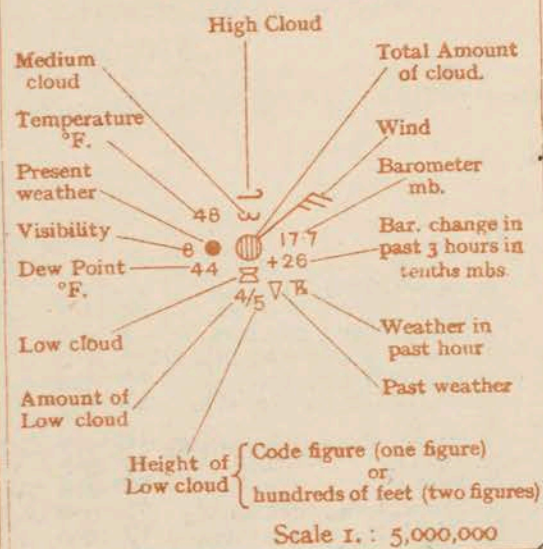 High Cloud
Medium
cloud
Total Amount
of cloud.
Temperature
°F.
Wind
Present
weather
Barometer
mb.
48
Visibility
8
17.7
Bar. change in
past 3 hours in
tenths mbs.
Dew Point
°F.
44
+26
4/5
Low cloud
Weather in
past hour
Amount of
Low cloud
Past weather
Height of
Low cloud
Code figure (one figure)
or
hundreds of feet (two figures)
Scale 1. : 5,000,000